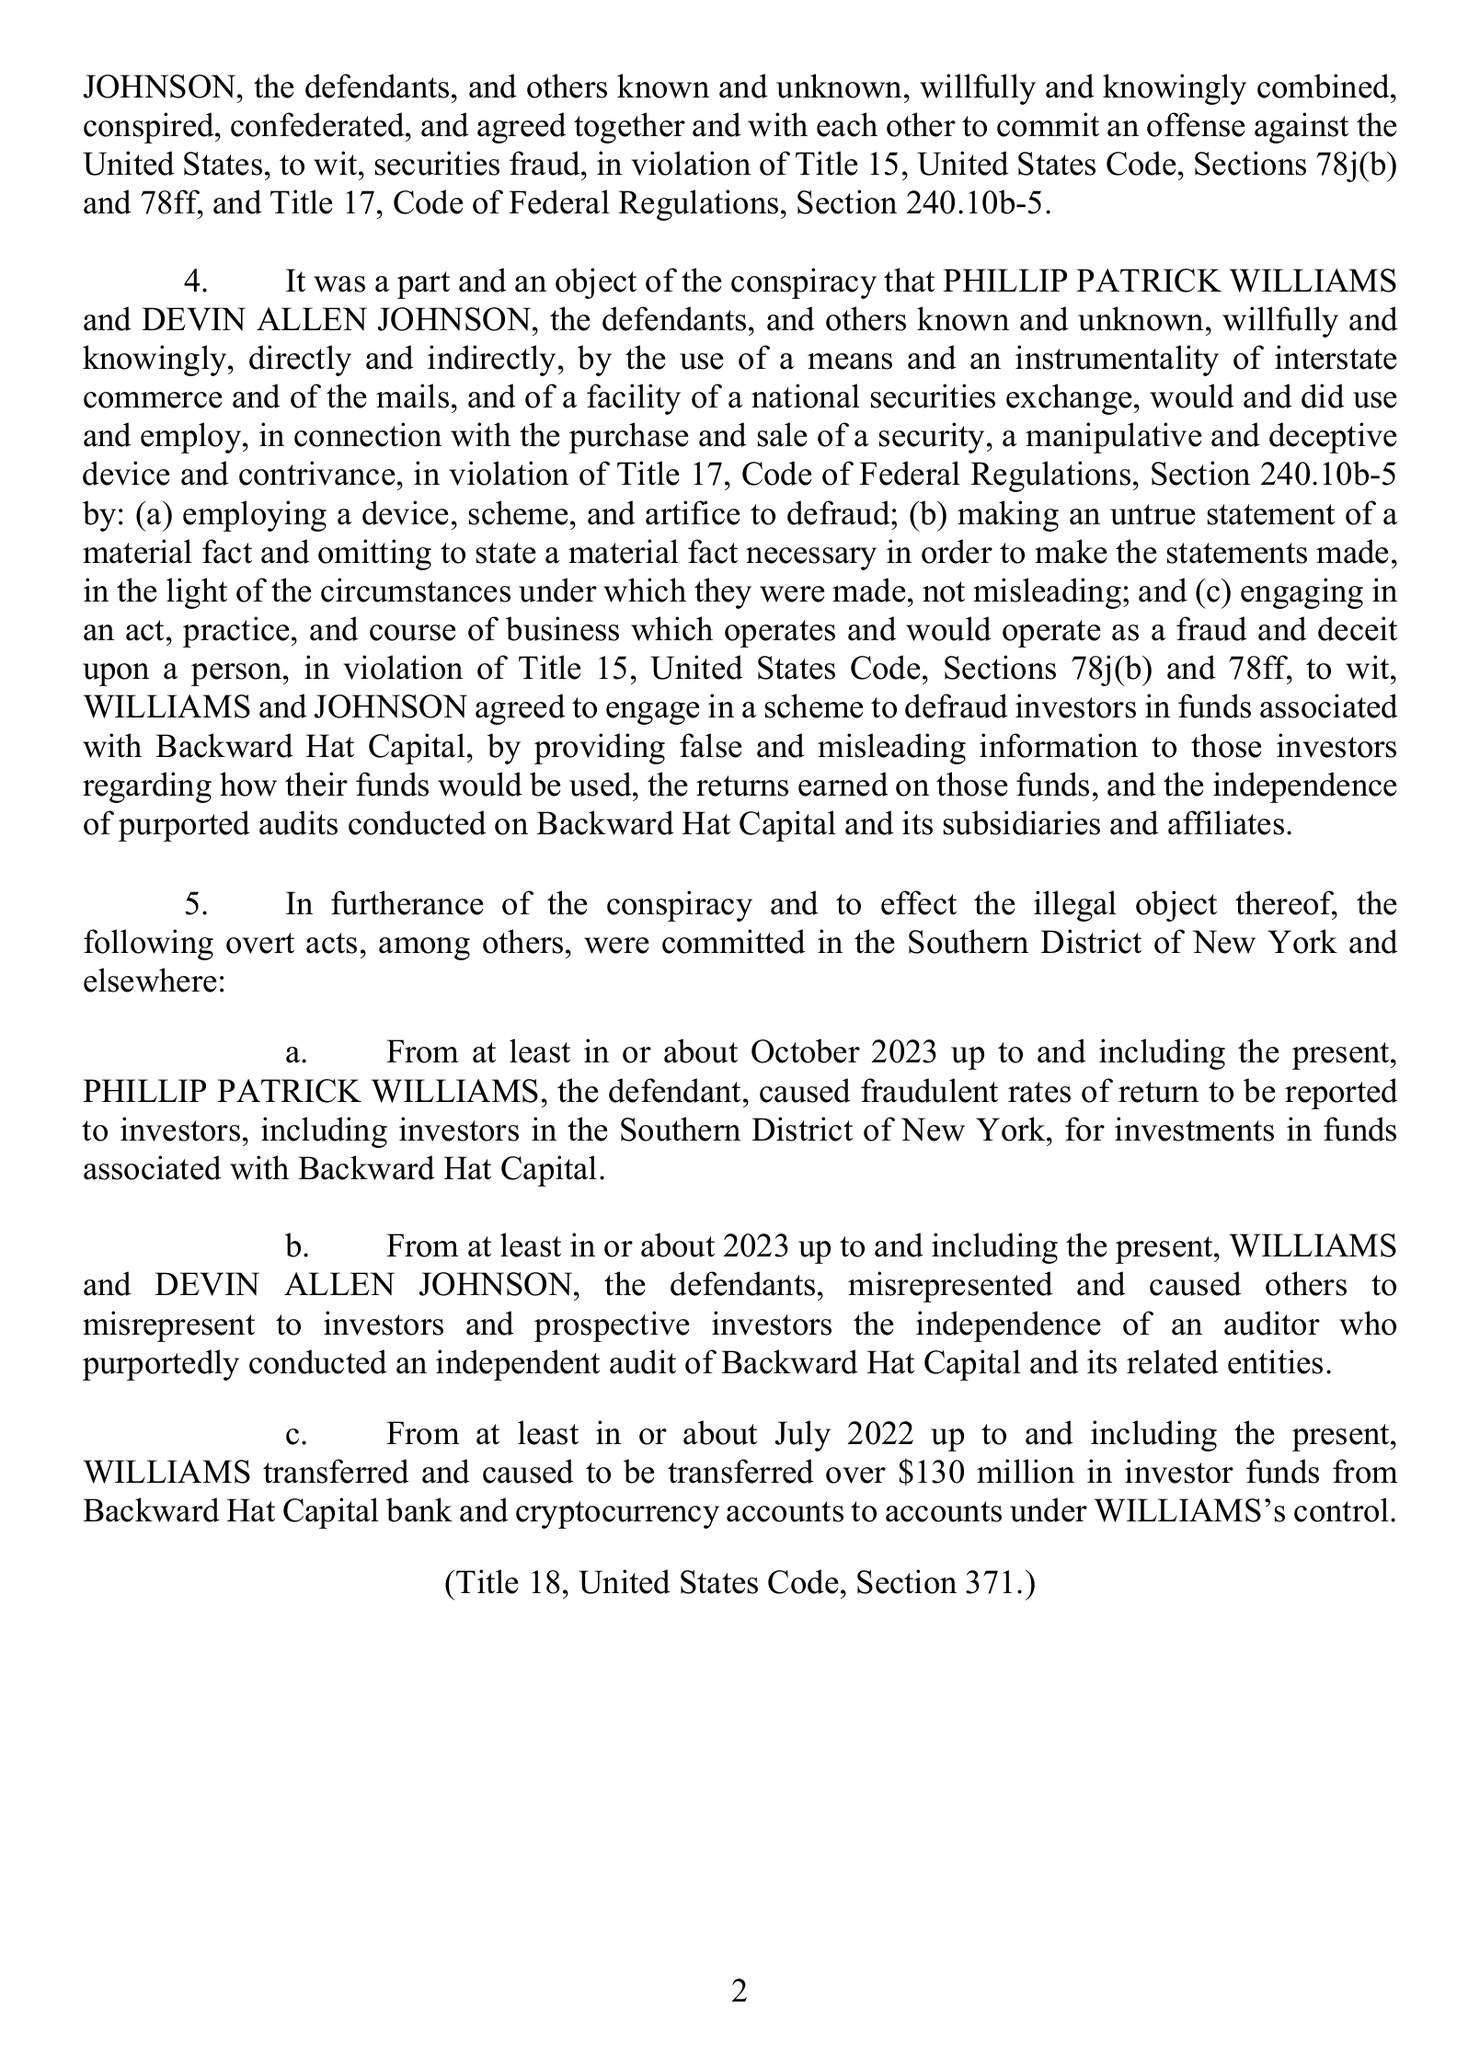 JOHNSON, the defendants, and others known and unknown, willfully and knowingly combined,
conspired, confederated, and agreed together and with each other to commit an offense against the
United States, to wit, securities fraud, in violation of Title 15, United States Code, Sections 78j(b)
and 78ff, and Title 17, Code of Federal Regulations, Section 240.10b-5.
4. It was a part and an object of the conspiracy that PHILLIP PATRICK WILLIAMS
and DEVIN ALLEN JOHNSON, the defendants, and others known and unknown, willfully and
knowingly, directly and indirectly, by the use of a means and an instrumentality of interstate
commerce and of the mails, and of a facility of a national securities exchange, would and did use
and employ, in connection with the purchase and sale of a security, a manipulative and deceptive
device and contrivance, in violation of Title 17, Code of Federal Regulations, Section 240.10b-5
by: (a) employing a device, scheme, and artifice to defraud; (b) making an untrue statement of a
material fact and omitting to state a material fact necessary in order to make the statements made,
in the light of the circumstances under which they were made, not misleading; and (c) engaging in
an act, practice, and course of business which operates and would operate as a fraud and deceit
upon a person, in violation of Title 15, United States Code, Sections 78j(b) and 78ff, to wit,
WILLIAMS and JOHNSON agreed to engage in a scheme to defraud investors in funds associated
with Backward Hat Capital, by providing false and misleading information to those investors
regarding how their funds would be used, the returns earned on those funds, and the independence
of purported audits conducted on Backward Hat Capital and its subsidiaries and affiliates.
5. In furtherance of the conspiracy and to effect the illegal object thereof, the
following overt acts, among others, were committed in the Southern District of New York and
elsewhere:
a. From at least in or about October 2023 up to and including the present,
PHILLIP PATRICK WILLIAMS, the defendant, caused fraudulent rates of return to be reported
to investors, including investors in the Southern District of New York, for investments in funds
associated with Backward Hat Capital.
b. From at least in or about 2023 up to and including the present, WILLIAMS
and DEVIN ALLEN JOHNSON, the defendants, misrepresented and caused others to
misrepresent to investors and prospective investors the independence of an auditor who
purportedly conducted an independent audit of Backward Hat Capital and its related entities.
c. From at least in or about July 2022 up to and including the present,
WILLIAMS transferred and caused to be transferred over $130 million in investor funds from
Backward Hat Capital bank and cryptocurrency accounts to accounts under WILLIAMS’s control.
(Title 18, United States Code, Section 371.)
2